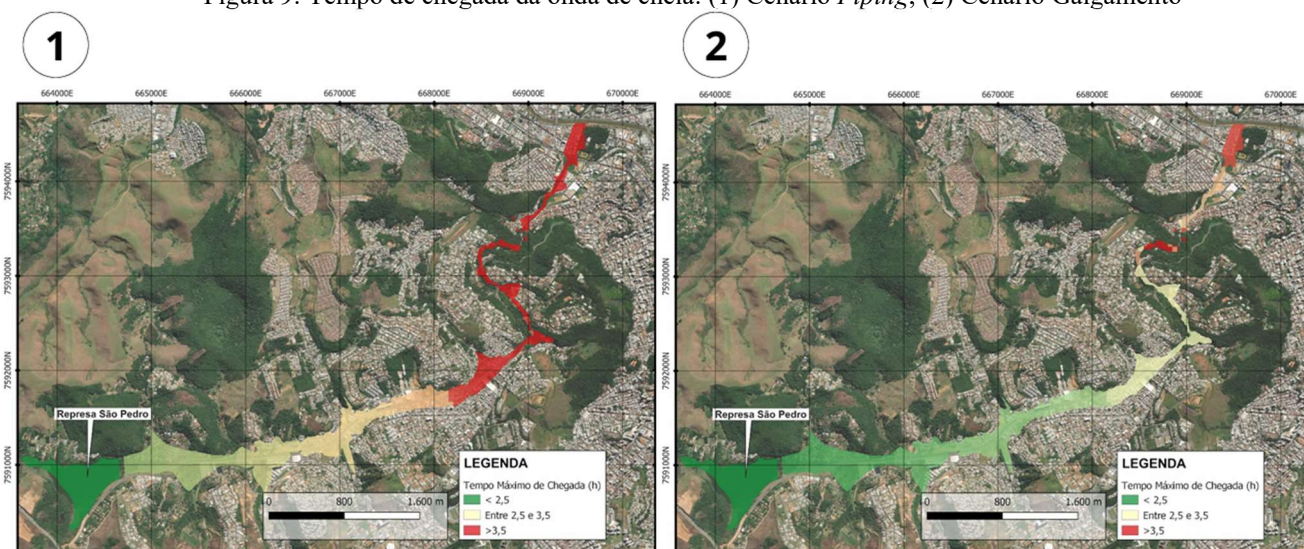 Figura 9. Tempo de chegada da onda de cheia. (1) Cenário Piping; (2) Cenário Galgamento
1
664000E 665000E 666000E 667000E 668000E 669000E 670000E
7594000N
7593000N
7592000N
7591000N
Represa São Pedro
0 800 1.600 m
LEGENDA
Tempo Máximo de Chegada (h)
< 2,5
Entre 2,5 e 3,5
>3,5
2
664000E 665000E 666000E 667000E 668000E 669000E 670000E
7594000N
7593000N
7592000N
7591000N
Represa São Pedro
0 800 1.600 m
LEGENDA
Tempo Máximo de Chegada (h)
< 2,5
Entre 2,5 e 3,5
>3,5